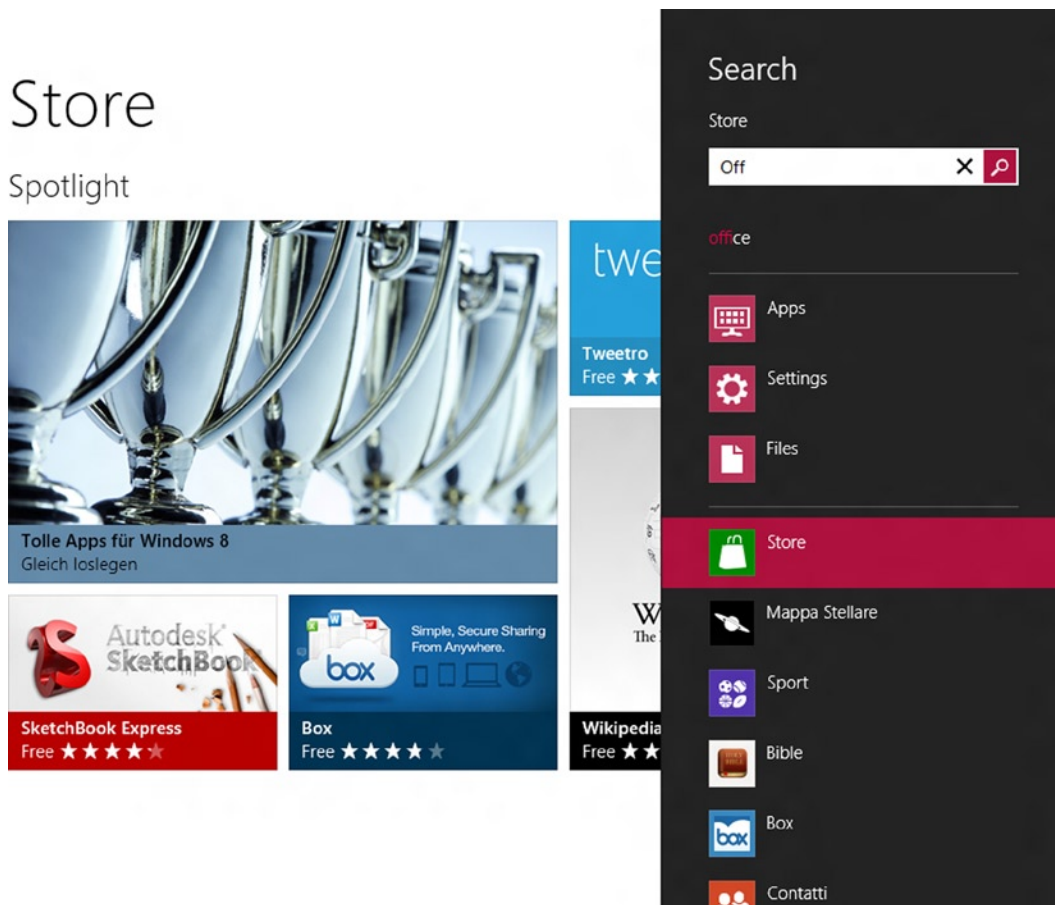 Store
Spotlight
Tolle Apps für Windows 8
Gleich loslegen
twe
Tweetro
Free
Autodesk
SketchBook
SketchBook Express
Free
box
Simple, Secure Sharing
From Anywhere.
Box
Free
W
The
Wikipedia
Free
Search
Store
Off
office
Apps
Settings
Files
Store
Mappa Stellare
Sport
Bible
box
Box
Contatti